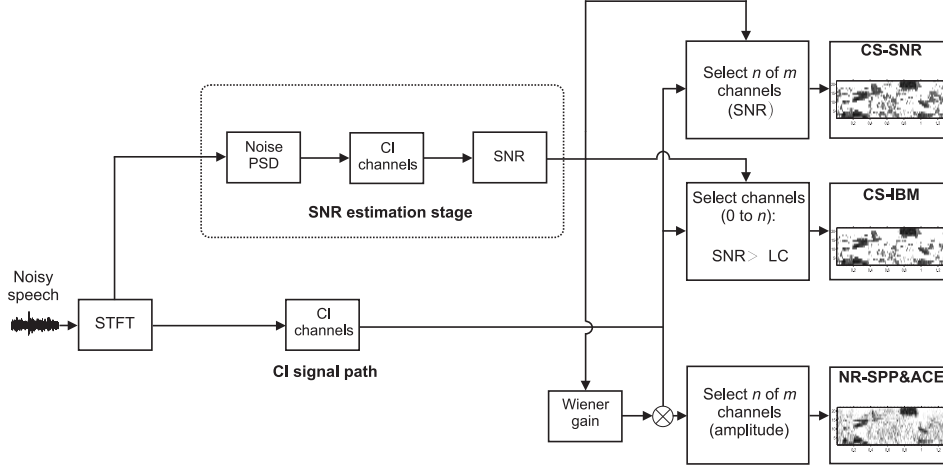 CS-SNR
Select n of m
channels
(SNR)
Noise
PSD
CI
channels
SNR
SNR estimation stage
CS-IBM
Select channels
(0 to n):
SNR> LC
Noisy
speech
STFT
CI
channels
CI signal path
NR-SPP&ACE
Wiener
gain
Select n of m
channels
(amplitude)